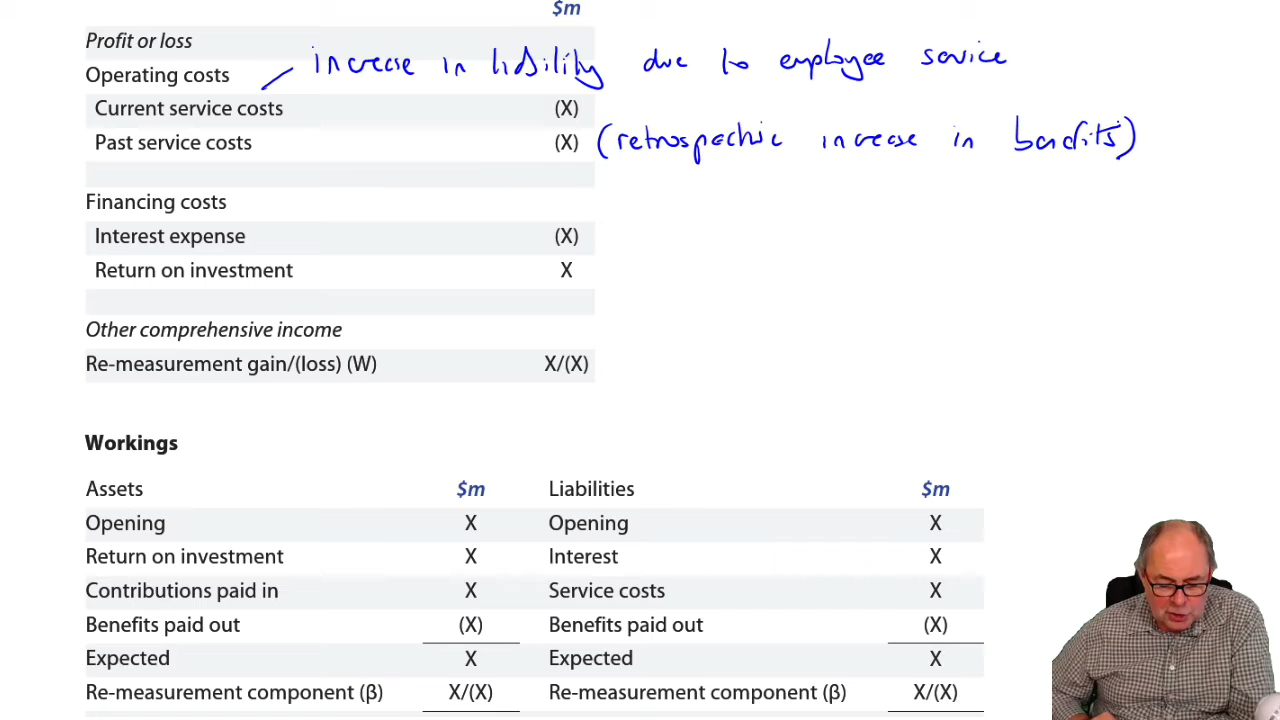 $m
Profit or loss
increase in liability due to employee service
Operating costs
Current service costs (X)
Past service costs (X) (retrospective increase in benefits)
Financing costs
Interest expense (X)
Return on investment X
Other comprehensive income
Re-measurement gain/(loss) (W) X/(X)
Workings
Assets $m Liabilities $m
Opening X Opening X
Return on investment X Interest X
Contributions paid in X Service costs X
Benefits paid out (X) Benefits paid out (X)
Expected X Expected X
Re-measurement component (β) X/(X) Re-measurement component (β) X/(X)